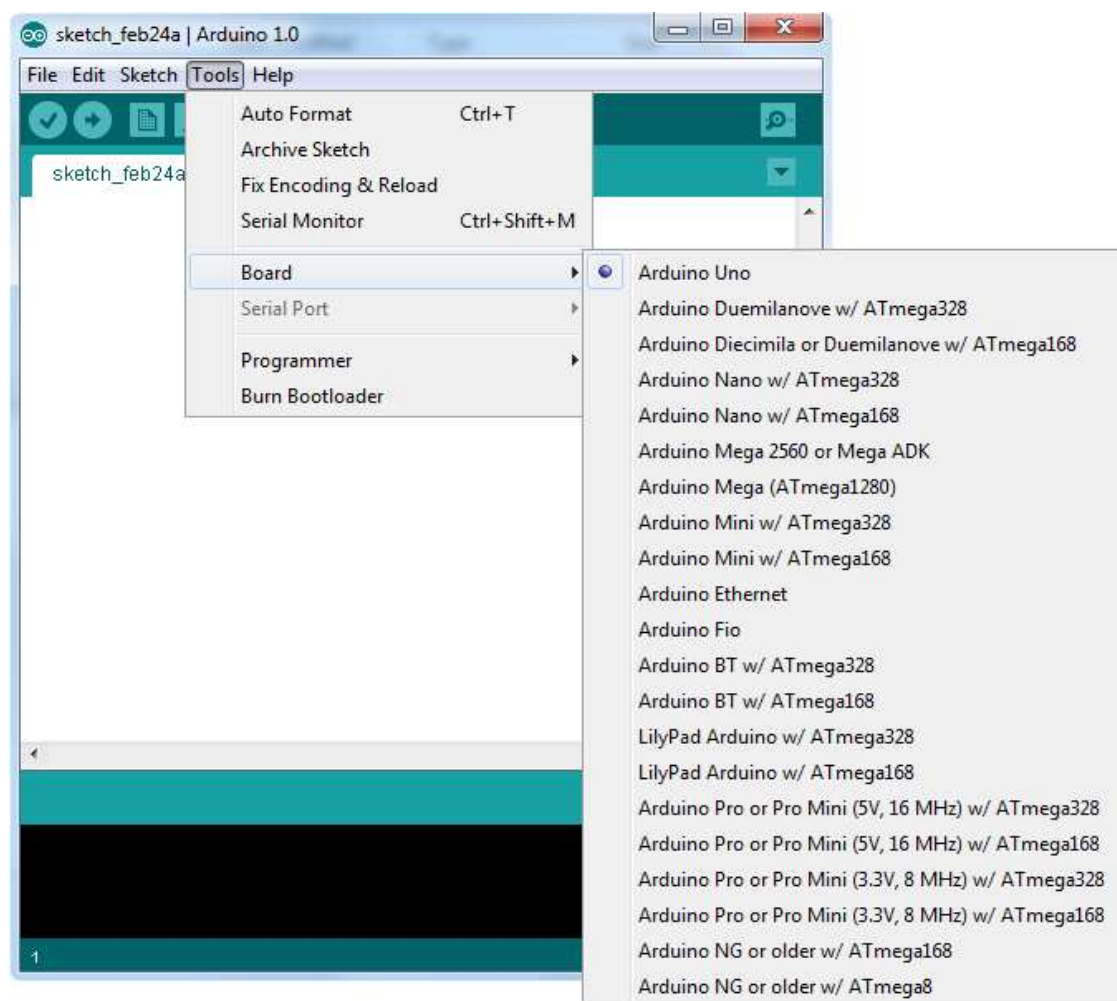 sketch_feb24a | Arduino 1.0
File Edit Sketch Tools Help
sketch_feb24a
Auto Format Ctrl+T
Archive Sketch
Fix Encoding & Reload
Serial Monitor Ctrl+Shift+M
Board
Serial Port
Programmer
Burn Bootloader
Arduino Uno
Arduino Duemilanove w/ ATmega328
Arduino Diecimila or Duemilanove w/ ATmega168
Arduino Nano w/ ATmega328
Arduino Nano w/ ATmega168
Arduino Mega 2560 or Mega ADK
Arduino Mega (ATmega1280)
Arduino Mini w/ ATmega328
Arduino Mini w/ ATmega168
Arduino Ethernet
Arduino Fio
Arduino BT w/ ATmega328
Arduino BT w/ ATmega168
LilyPad Arduino w/ ATmega328
LilyPad Arduino w/ ATmega168
Arduino Pro or Pro Mini (5V, 16 MHz) w/ ATmega328
Arduino Pro or Pro Mini (5V, 16 MHz) w/ ATmega168
Arduino Pro or Pro Mini (3.3V, 8 MHz) w/ ATmega328
Arduino Pro or Pro Mini (3.3V, 8 MHz) w/ ATmega168
Arduino NG or older w/ ATmega168
Arduino NG or older w/ ATmega8
1